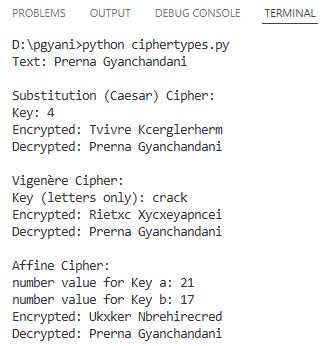 PROBLEMS OUTPUT DEBUG CONSOLE TERMINAL
D:\pgyani>python ciphertypes.py
Text: Prerna Gyanchandani
Substitution (Caesar) Cipher:
Key: 4
Encrypted: Tvivre Kcerglerherm
Decrypted: Prerna Gyanchandani
Vigenère Cipher:
Key (letters only): crack
Encrypted: Rietxc Xycxeyapncei
Decrypted: Prerna Gyanchandani
Affine Cipher:
number value for Key a: 21
number value for Key b: 17
Encrypted: Ukxker Nbrehirecred
Decrypted: Prerna Gyanchandani